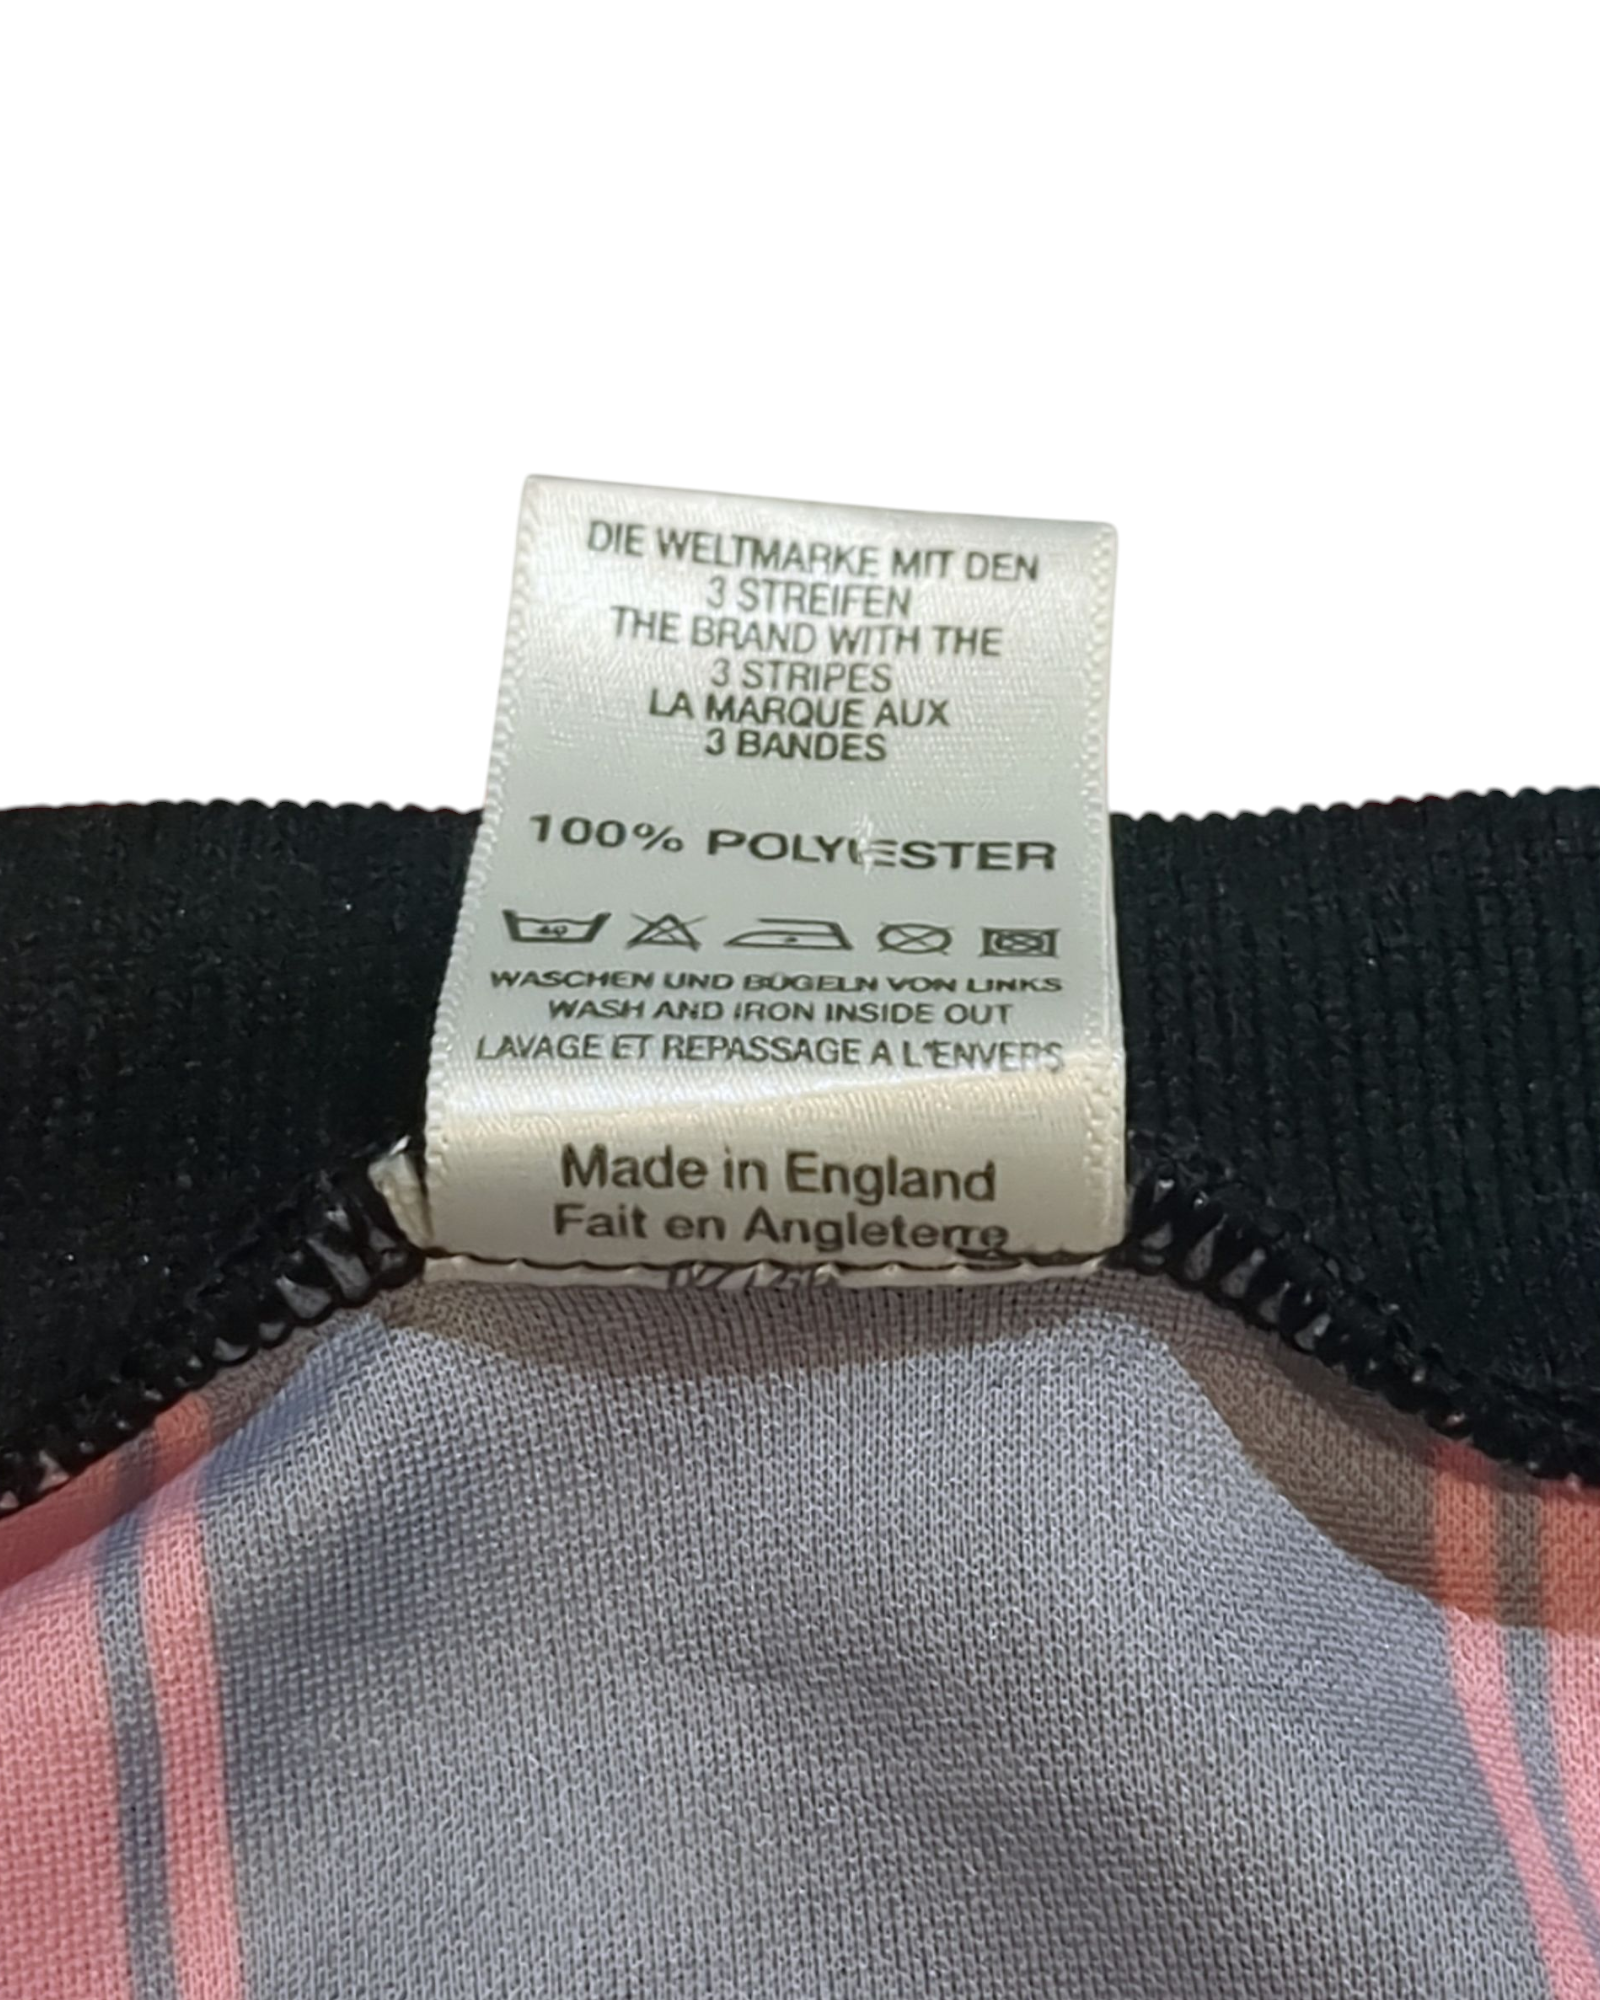 DIE WELTMARKE MIT DEN
3 STREIFEN
THE BRAND WITH THE
3 STRIPES
LA MARQUE AUX
3 BANDES
100% POLYESTER
40
WASCHEN UND BÜGELN VON LINKS
WASH AND IRON INSIDE OUT
LAVAGE ET REPASSAGE A L'ENVERS
Made in England
Fait en Angleterre